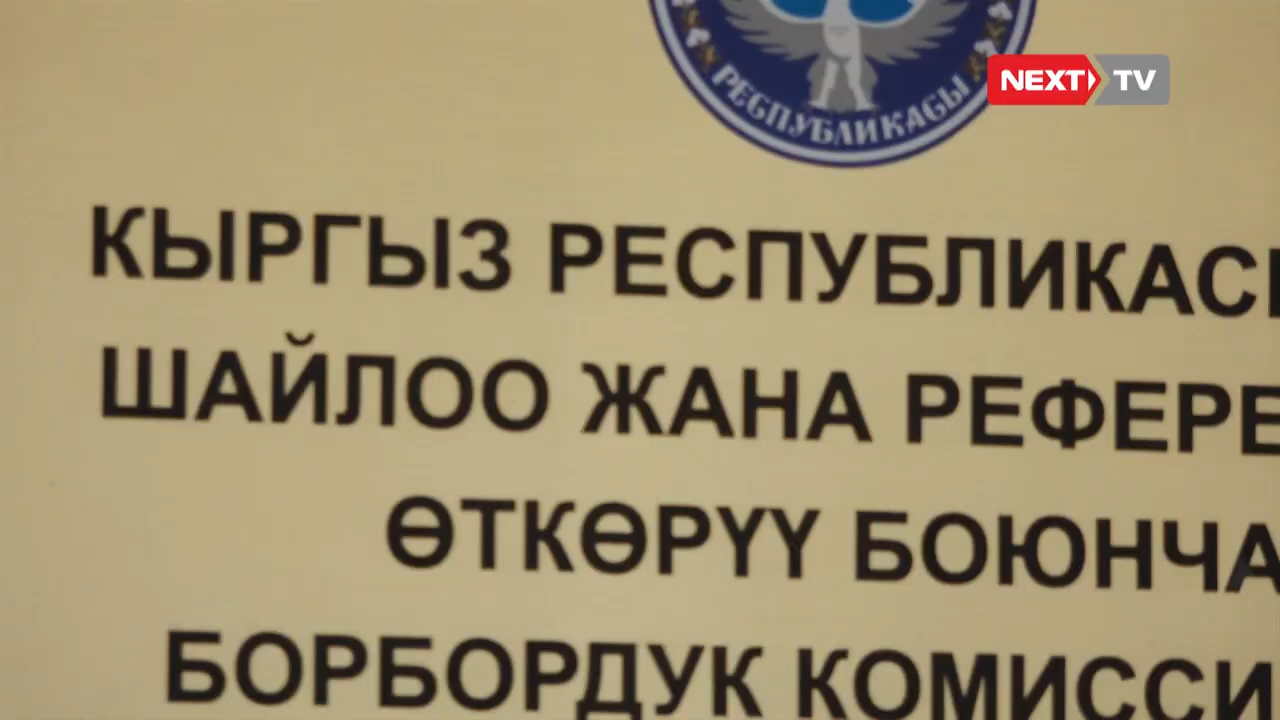 РЕСПУБЛИКАСЫ
NEXT TV
КЫРГЫЗ РЕСПУБЛИКАС
ШАЙЛОО ЖАНА РЕФЕРЕ
ӨТКӨРҮҮ БОЮНЧА
БОРБОРДУК КОМИССИ